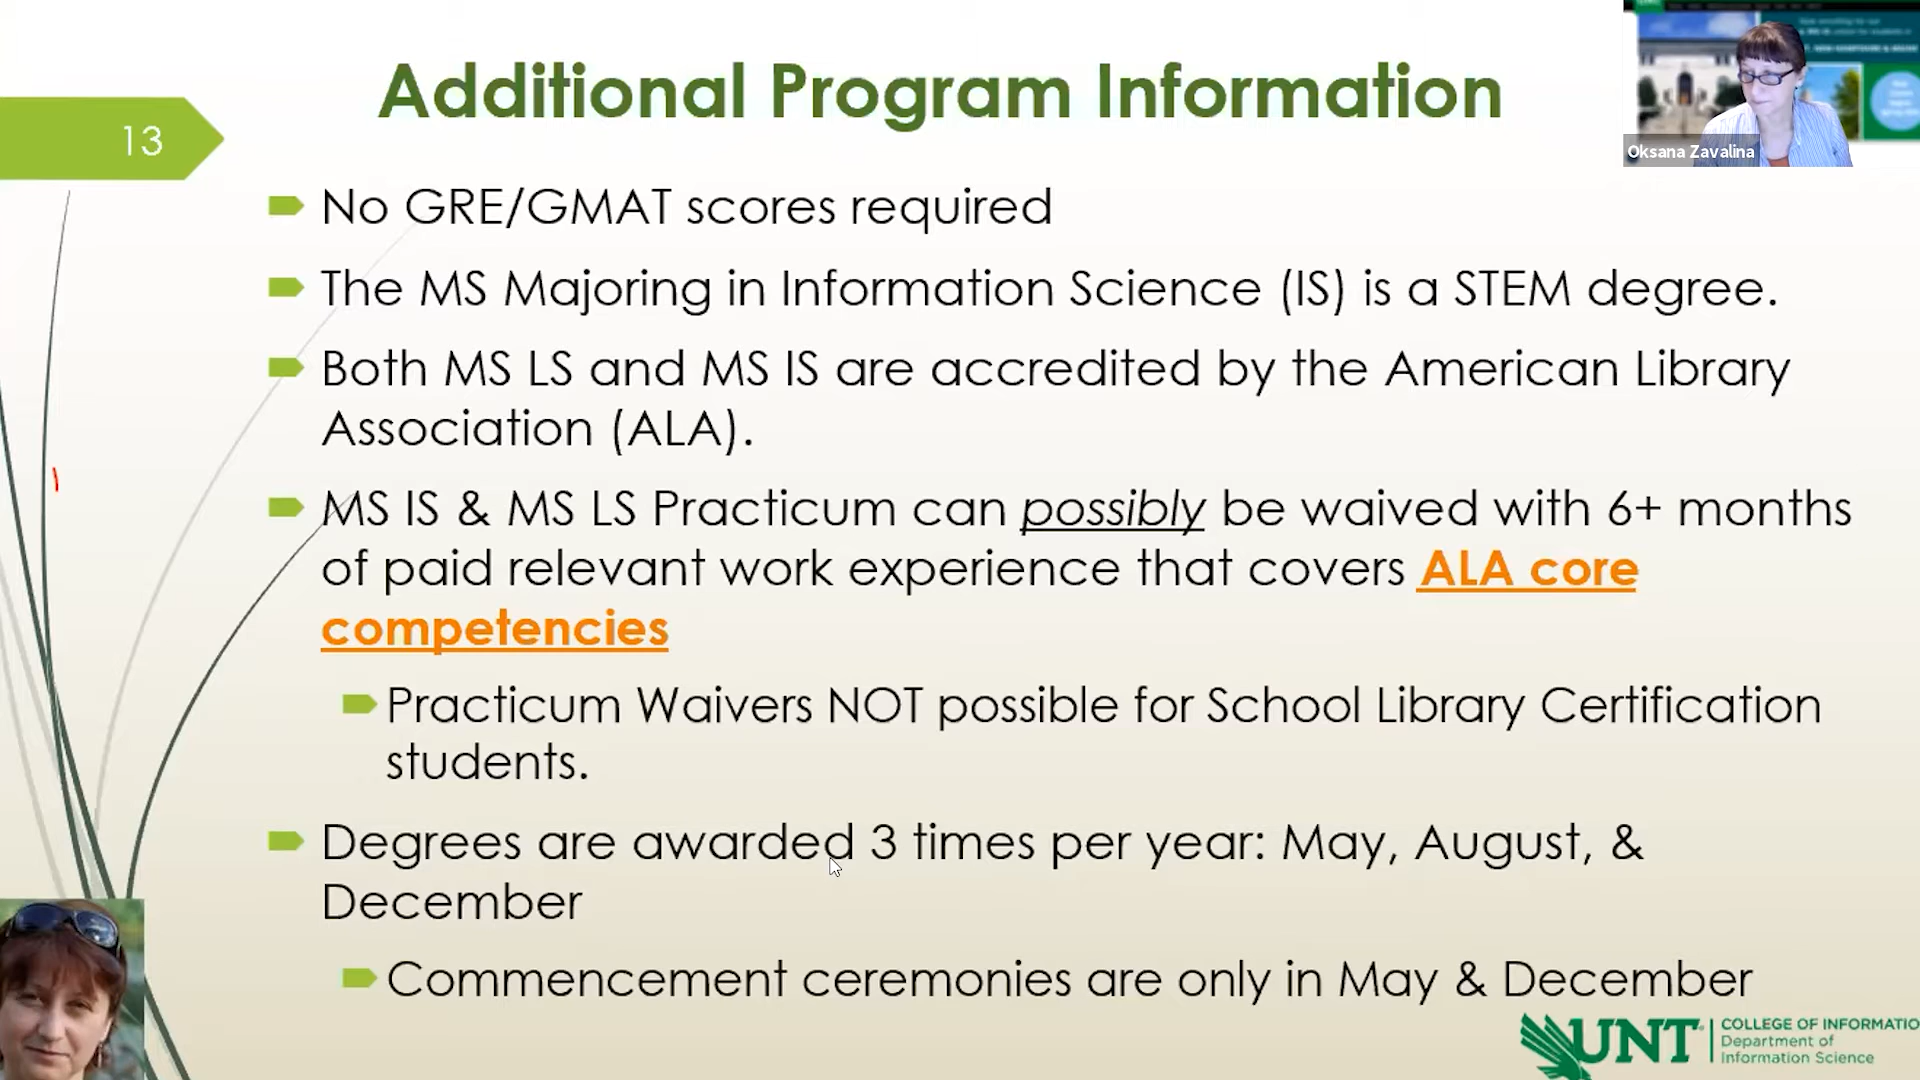 Additional Program Information
13
Oksana Zavalina
No GRE/GMAT scores required
The MS Majoring in Information Science (IS) is a STEM degree.
Both MS LS and MS IS are accredited by the American Library
Association (ALA).
MS IS & MS LS Practicum can possibly be waived with 6+ months
of paid relevant work experience that covers ALA core
competencies
Practicum Waivers NOT possible for School Library Certification
students.
Degrees are awarded 3 times per year: May, August, &
December
Commencement ceremonies are only in May & December
UNT
COLLEGE OF INFORMATIO
Department of
Information Science